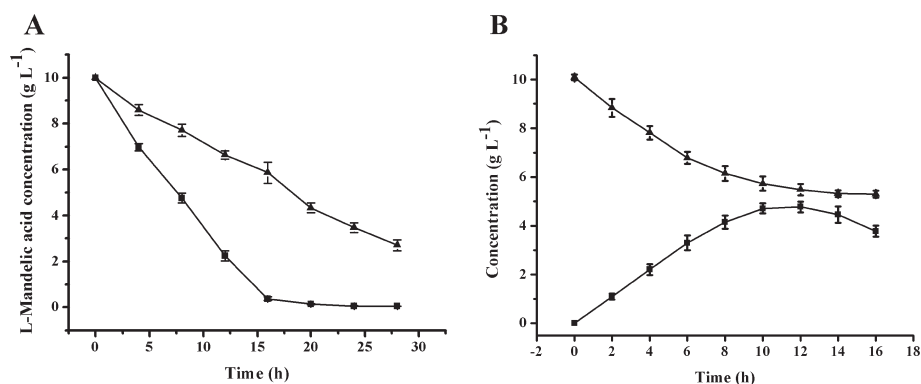 A
L-Mandelic acid concentration (g L-1)
10
8
6
4
2
0
0 5 10 15 20 25 30
Time (h)
B
Concentration (g L-1)
10
8
6
4
2
0
-2 0 2 4 6 8 10 12 14 16 18
Time (h)